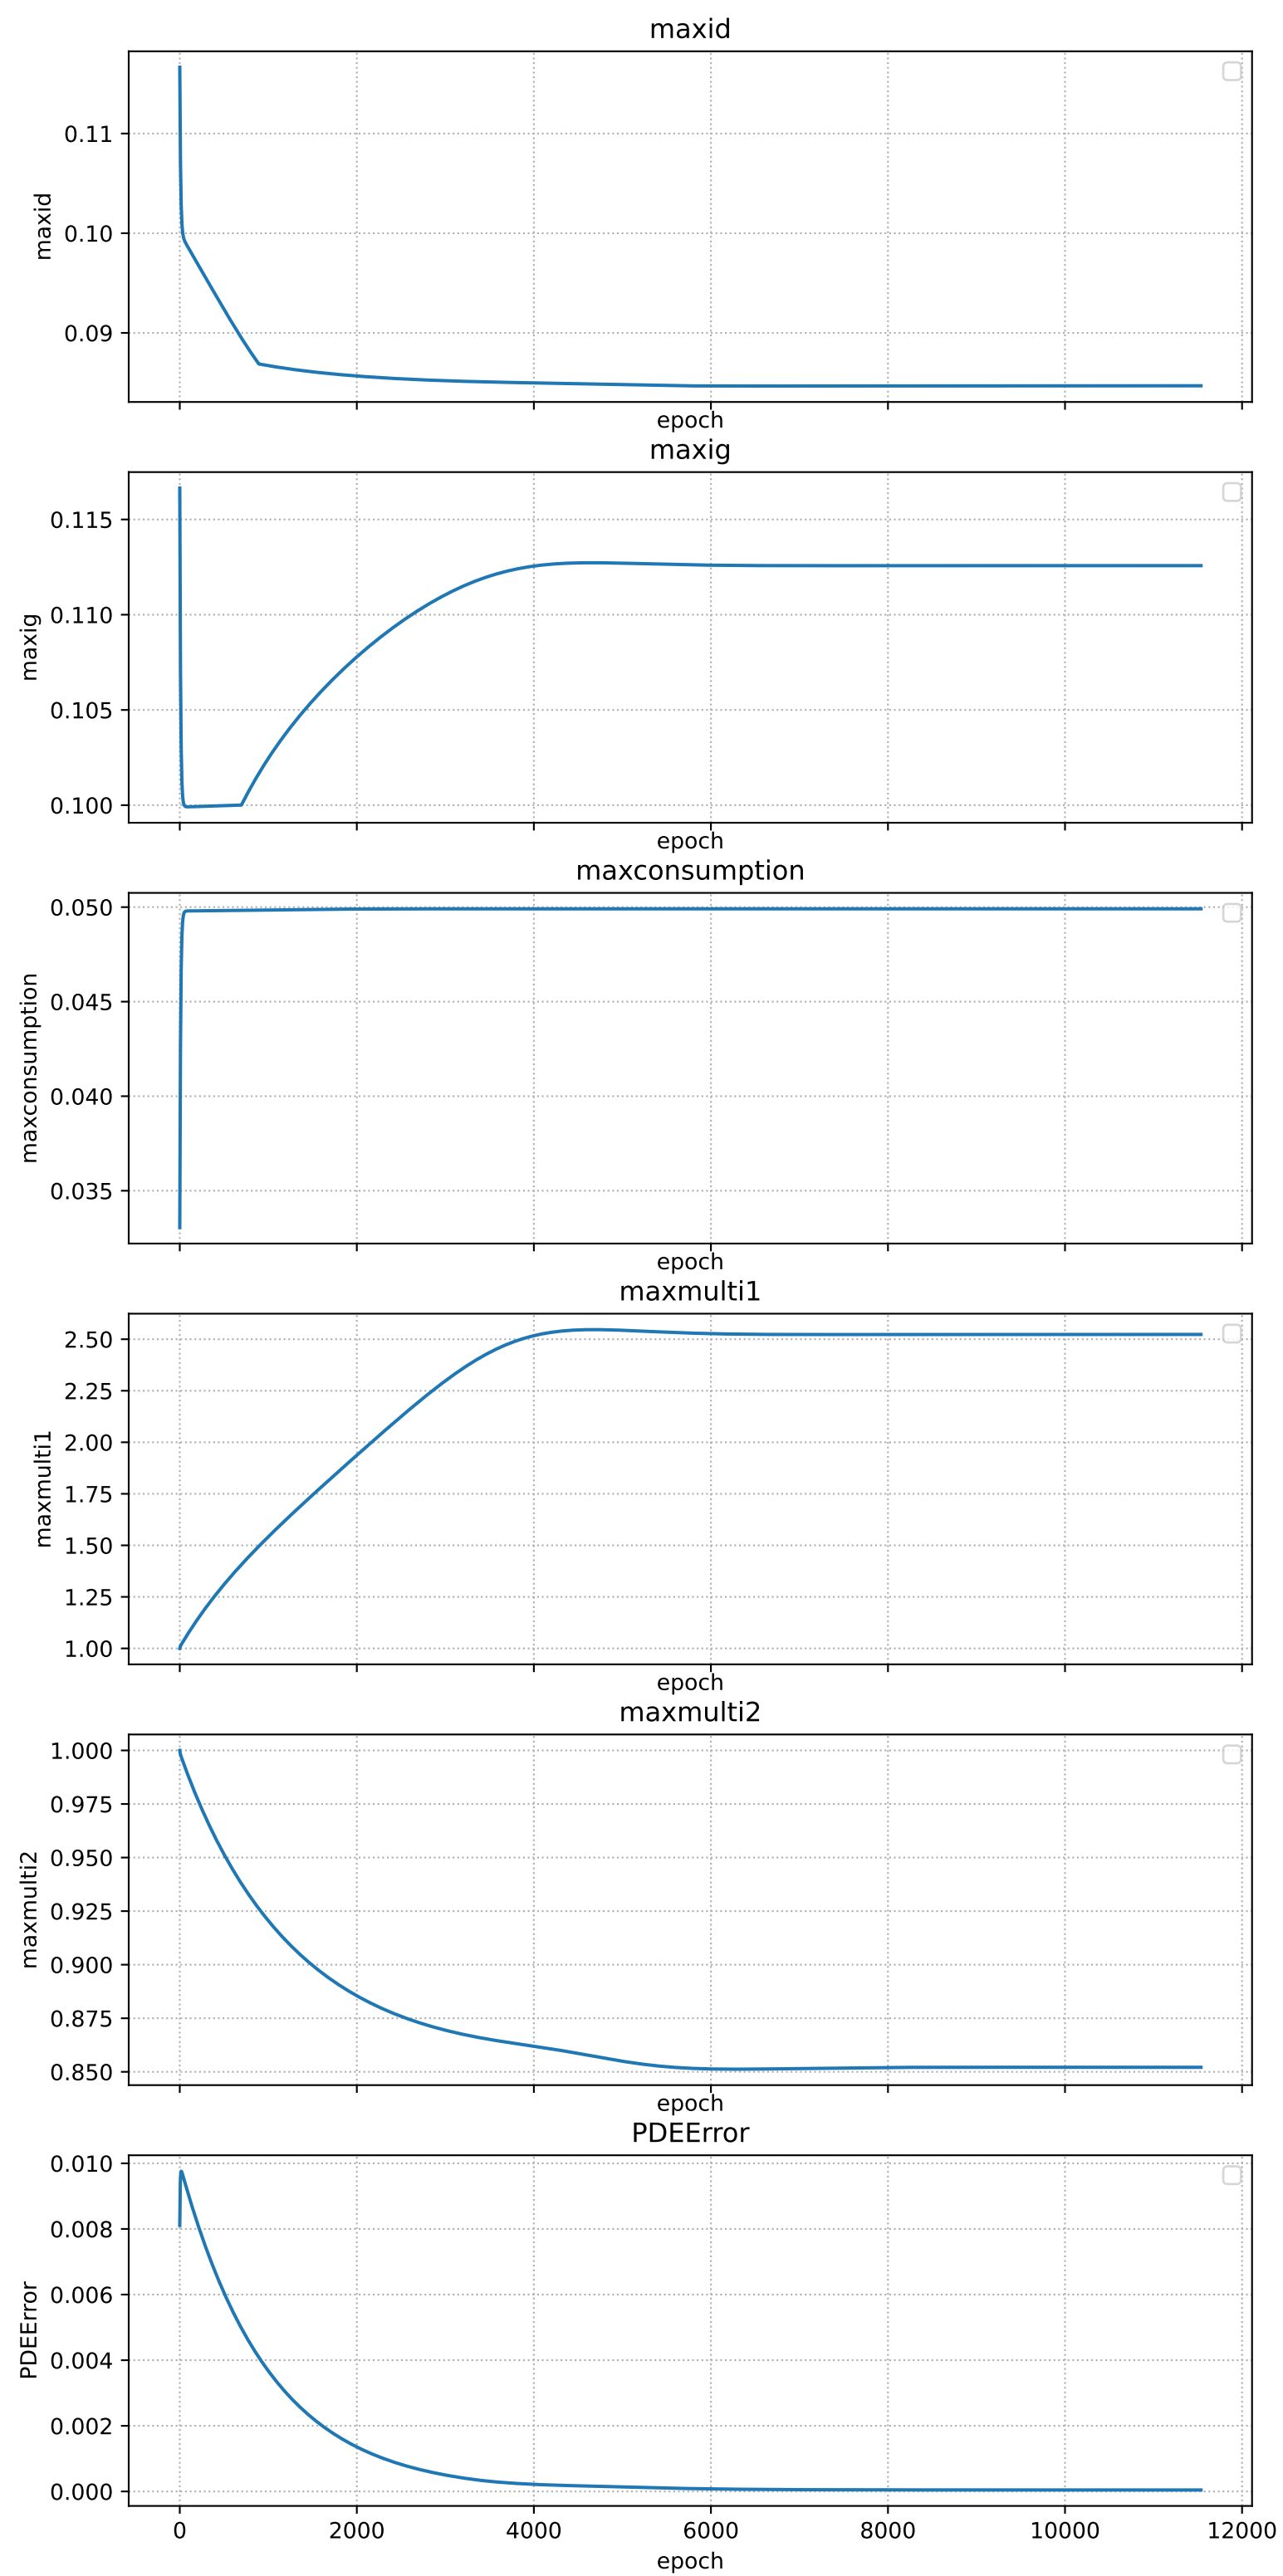 maxid
0.11
0.10
0.09
maxid
epoch
maxig
0.115
0.110
0.105
0.100
maxig
epoch
maxconsumption
0.050
0.045
0.040
0.035
maxconsumption
epoch
maxmulti1
2.50
2.25
2.00
1.75
1.50
1.25
1.00
maxmulti1
epoch
maxmulti2
1.000
0.975
0.950
0.925
0.900
0.875
0.850
maxmulti2
epoch
PDEError
0.010
0.008
0.006
0.004
0.002
0.000
PDEError
0 2000 4000 6000 8000 10000 12000
epoch